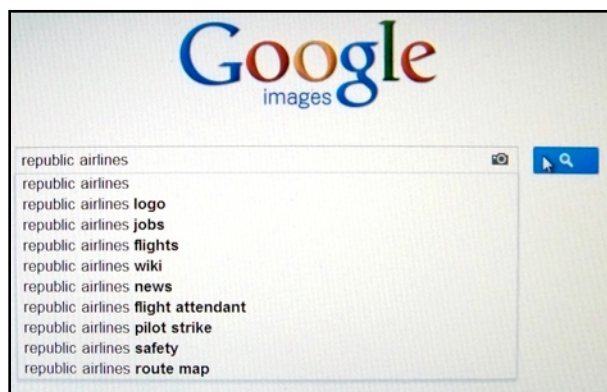 Google
images
republic airlines
republic airlines
republic airlines logo
republic airlines jobs
republic airlines flights
republic airlines wiki
republic airlines news
republic airlines flight attendant
republic airlines pilot strike
republic airlines safety
republic airlines route map